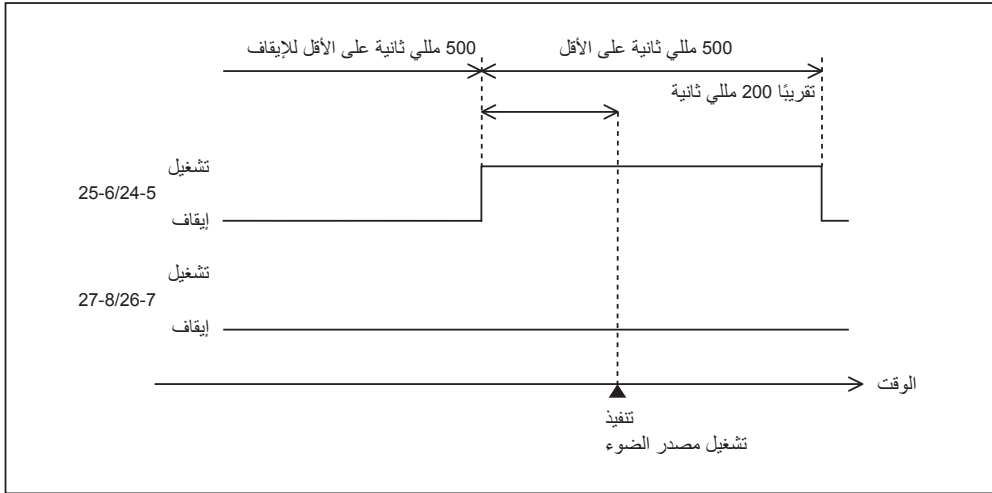 500 مللي ثانية على الأقل للإيقاف
500 مللي ثانية على الأقل
تقريبًا 200 مللي ثانية
تشغيل
25-6/24-5
إيقاف
تشغيل
27-8/26-7
إيقاف
الوقت
تنفيذ
تشغيل مصدر الضوء